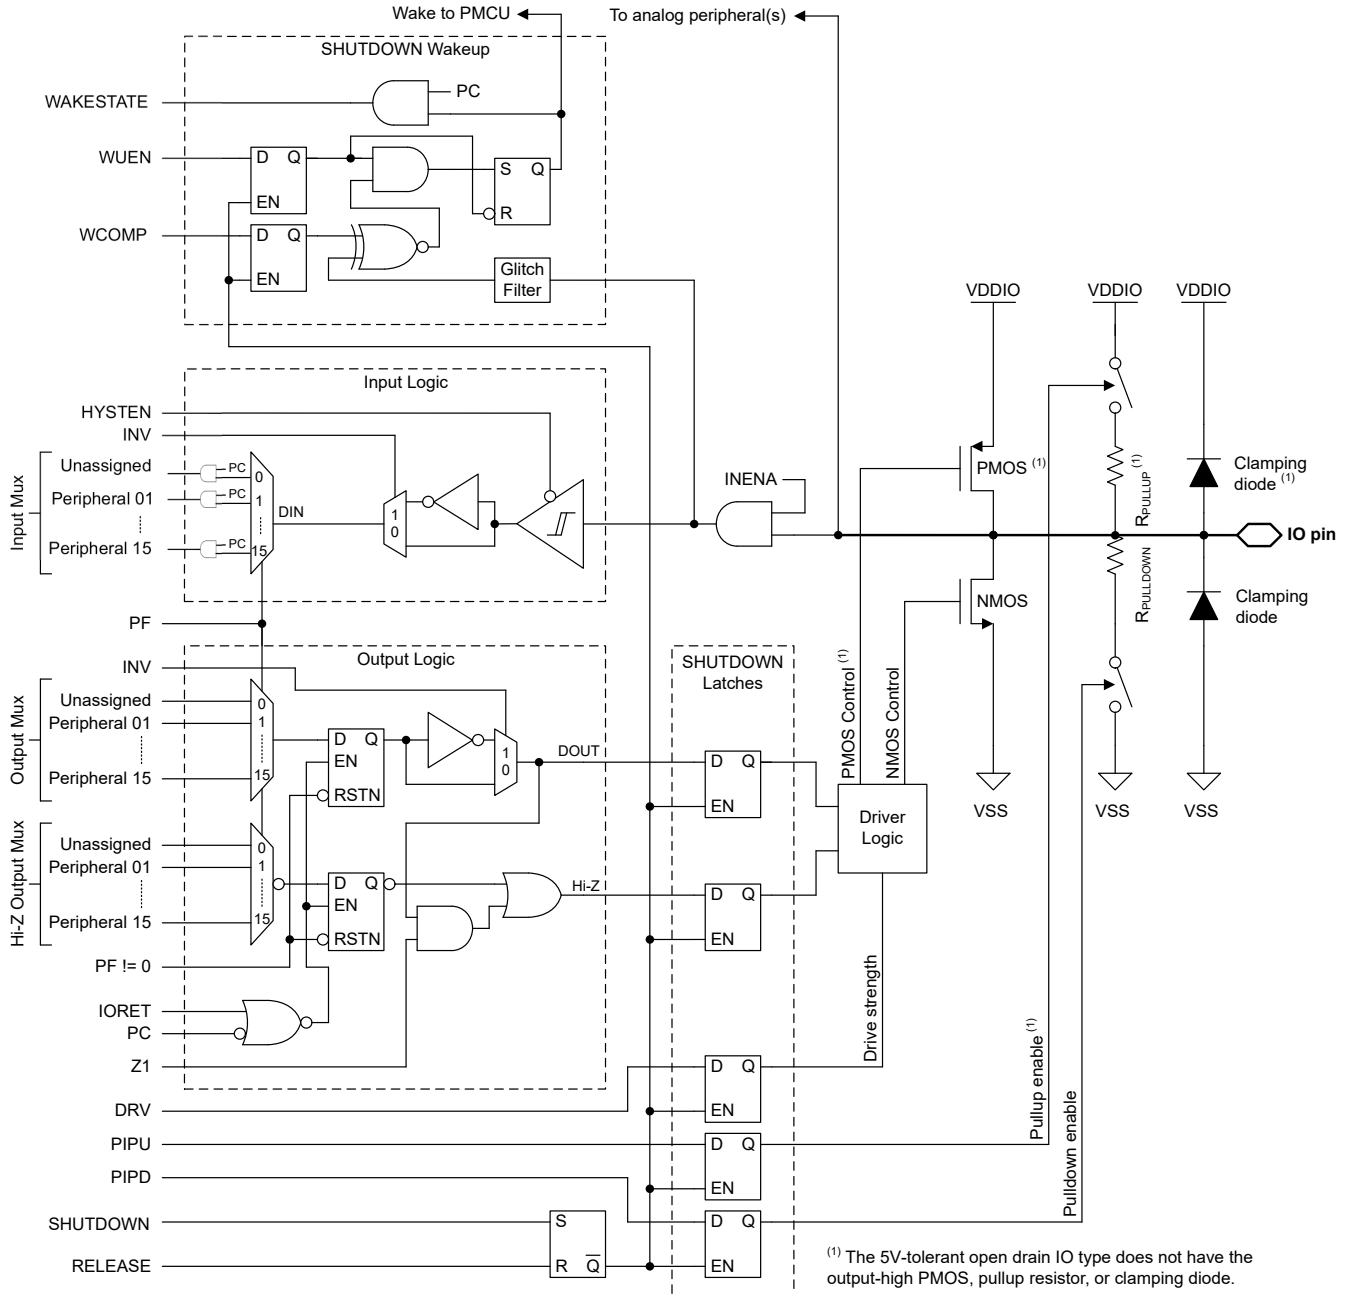 Wake to PMCU
To analog peripheral(s)
SHUTDOWN Wakeup
WAKESTATE
PC
WUEN
D Q
EN
S Q
R
WCOMP
D Q
EN
Glitch
Filter
VDDIO
VDDIO
VDDIO
Input Logic
HYSTEN
INV
Input Mux
Unassigned
PC
0
Peripheral 01
PC
1
Peripheral 15
PC
15
DIN
1
0
INENA
PMOS (1)
RPULLUP (1)
Clamping
diode (1)
IO pin
RPULLDOWN
NMOS
Clamping
diode
PF
Output Logic
INV
SHUTDOWN
Latches
PMOS Control (1)
NMOS Control
Output Mux
Unassigned
0
Peripheral 01
1
Peripheral 15
15
D Q
EN
RSTN
1
0
DOUT
D Q
EN
VSS
VSS
VSS
Driver
Logic
Hi-Z Output Mux
Unassigned
0
Peripheral 01
1
Peripheral 15
15
D Q
EN
RSTN
Hi-Z
D Q
EN
PF != 0
IORET
PC
Z1
Drive strength
D Q
EN
DRV
Pullup enable (1)
Pulldown enable
PIPU
D Q
EN
PIPD
SHUTDOWN
S
D Q
RELEASE
R Q
EN
(1) The 5V-tolerant open drain IO type does not have the
output-high PMOS, pullup resistor, or clamping diode.